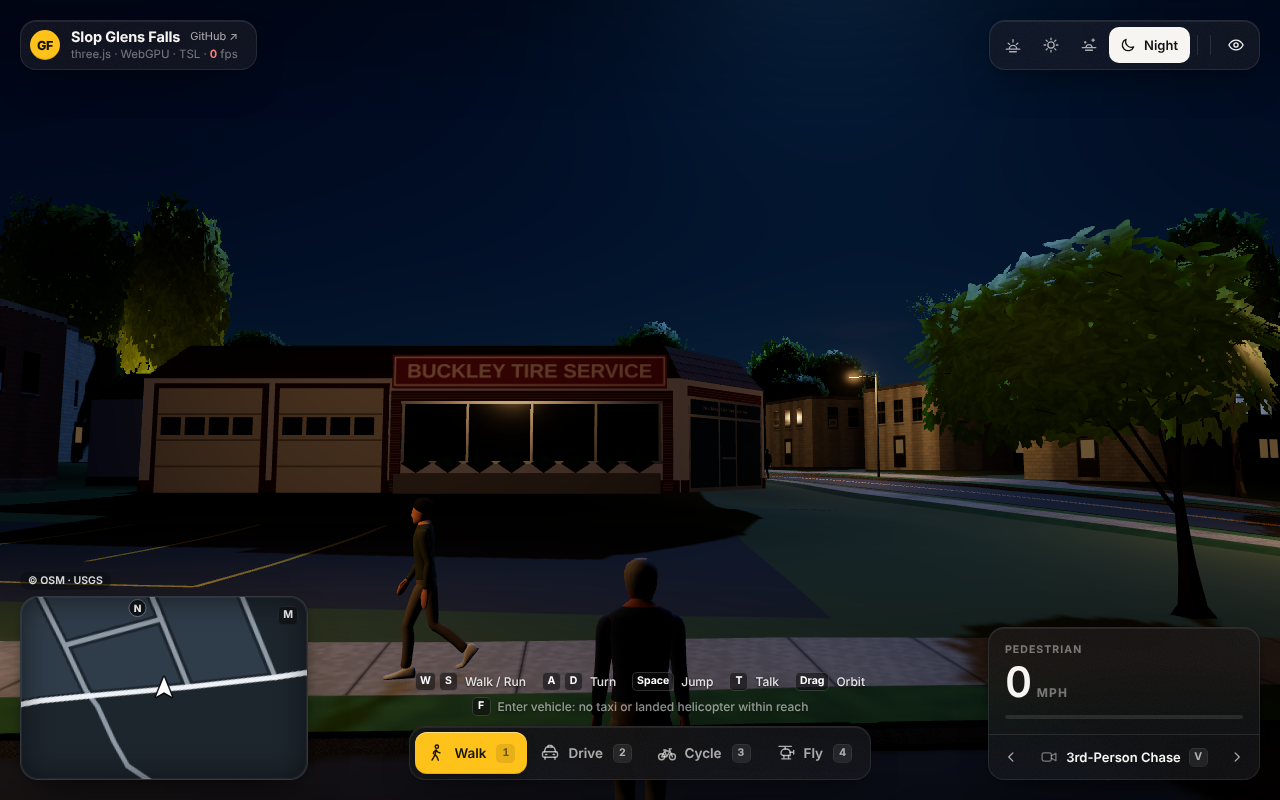 GF
Slop Glens Falls GitHub ↗
three.js · WebGPU · TSL · 0 fps
Night
BUCKLEY TIRE SERVICE
© OSM · USGS
N
M
W S Walk / Run A D Turn Space Jump T Talk Drag Orbit
F Enter vehicle: no taxi or landed helicopter within reach
Walk 1 Drive 2 Cycle 3 Fly 4
PEDESTRIAN
0 MPH
3rd-Person Chase V